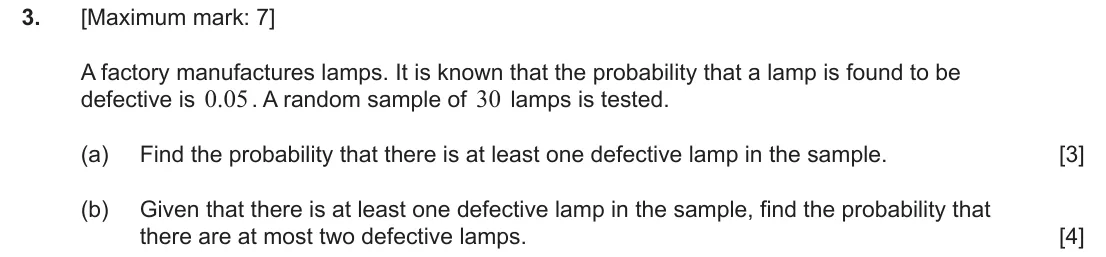 3. [Maximum mark: 7]
A factory manufactures lamps. It is known that the probability that a lamp is found to be
defective is 0.05. A random sample of 30 lamps is tested.
(a) Find the probability that there is at least one defective lamp in the sample. [3]
(b) Given that there is at least one defective lamp in the sample, find the probability that
there are at most two defective lamps. [4]